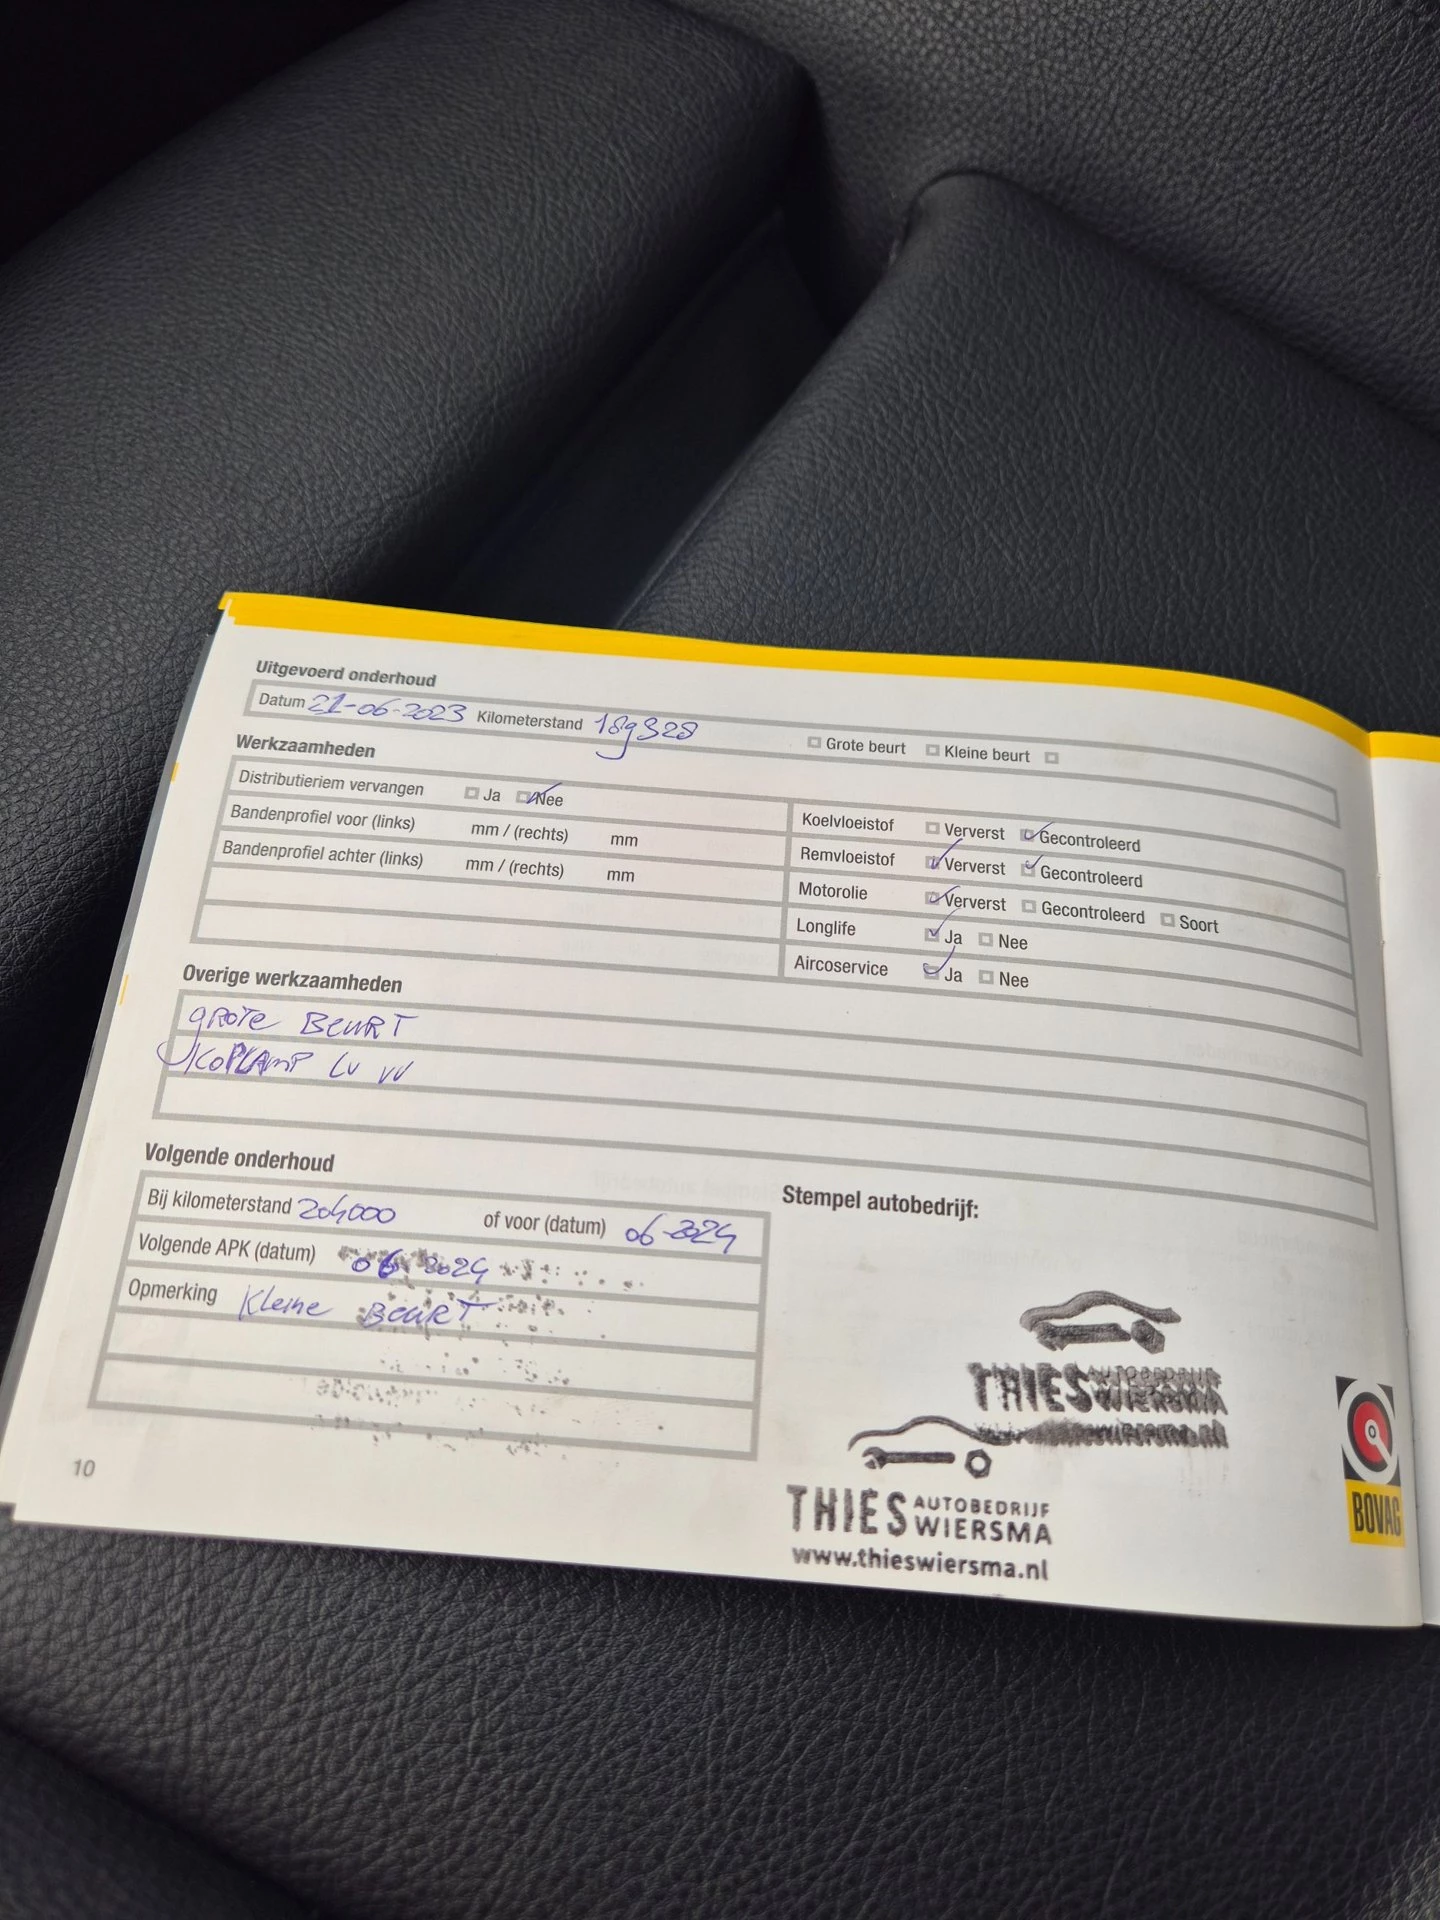 Uitgevoerd onderhoud
Datum 21-06-2023 Kilometerstand 189328 Grote beurt Kleine beurt
Werkzaamheden
Distributieriem vervangen Ja Nee
Bandenprofiel voor (links) mm / (rechts) mm
Bandenprofiel achter (links) mm / (rechts) mm
Koelvloeistof Ververst Gecontroleerd
Remvloeistof Ververst Gecontroleerd
Motorolie Ververst Gecontroleerd Soort
Longlife Ja Nee
Aircoservice Ja Nee
Overige werkzaamheden
GROTE BEURT
KOPLAMP LV VV
Volgende onderhoud
Bij kilometerstand 204000 of voor (datum) 06-2024
Volgende APK (datum) 06 2024
Opmerking Kleine BEURT
Stempel autobedrijf:
THIES AUTOBEDRIJF
WIERSMA
THIES AUTOBEDRIJF
WIERSMA
www.thieswiersma.nl
BOVAG
10